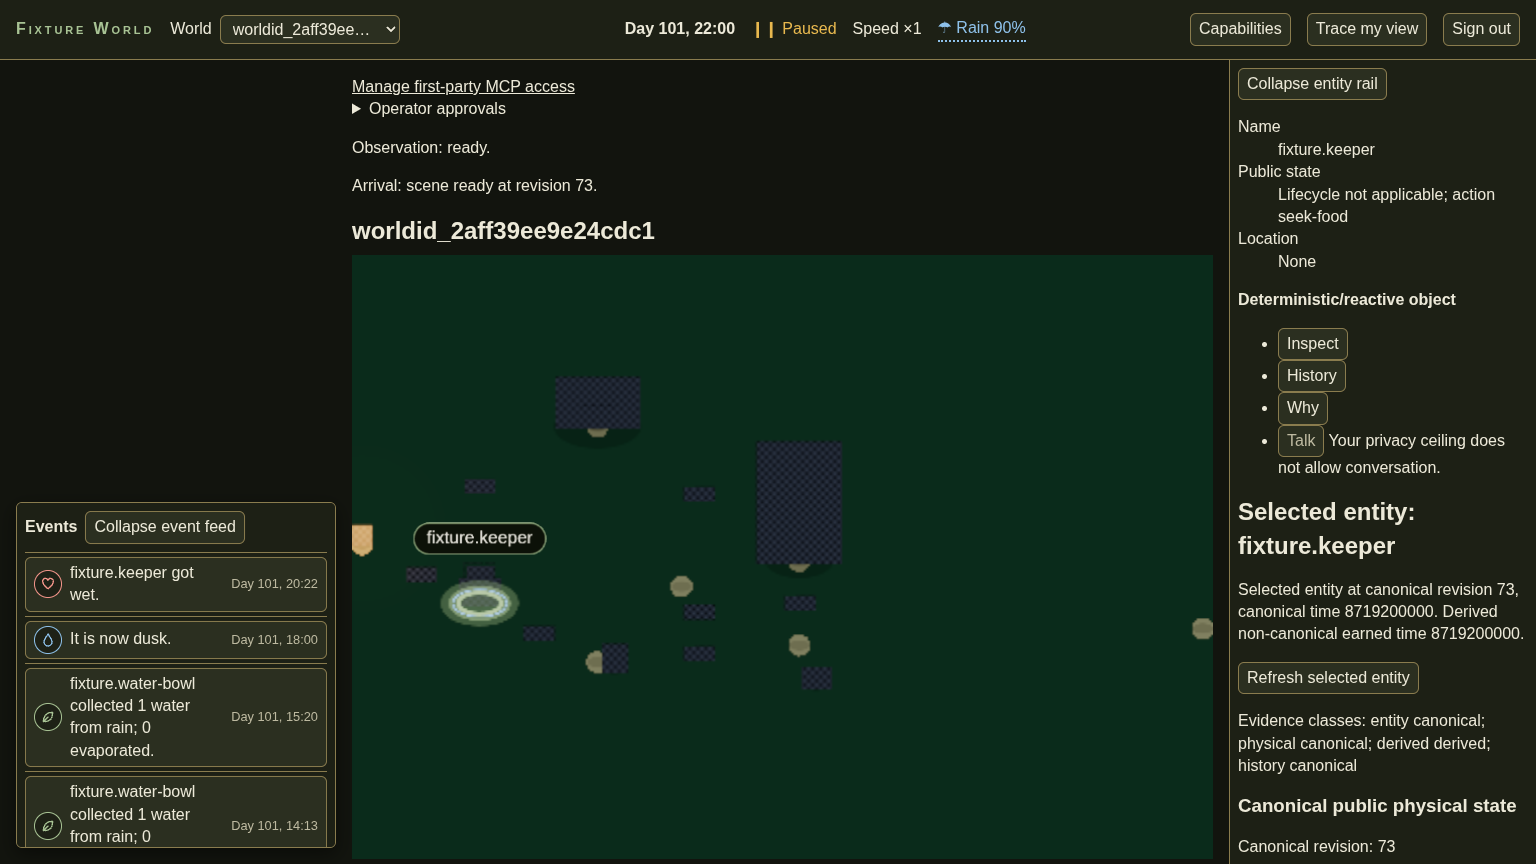 Fixture World
World
worldid_2aff39ee…
Day 101, 22:00
Paused
Speed ×1
Rain 90%
Capabilities
Trace my view
Sign out
Manage first-party MCP access
Operator approvals
Observation: ready.
Arrival: scene ready at revision 73.
worldid_2aff39ee9e24cdc1
fixture.keeper
Events
Collapse event feed
fixture.keeper got
wet.
Day 101, 20:22
It is now dusk.
Day 101, 18:00
fixture.water-bowl
collected 1 water
from rain; 0
evaporated.
Day 101, 15:20
fixture.water-bowl
collected 1 water
from rain; 0
Day 101, 14:13
Collapse entity rail
Name
fixture.keeper
Public state
Lifecycle not applicable; action
seek-food
Location
None
Deterministic/reactive object
Inspect
History
Why
Talk Your privacy ceiling does
not allow conversation.
Selected entity:
fixture.keeper
Selected entity at canonical revision 73,
canonical time 8719200000. Derived
non-canonical earned time 8719200000.
Refresh selected entity
Evidence classes: entity canonical;
physical canonical; derived derived;
history canonical
Canonical public physical state
Canonical revision: 73